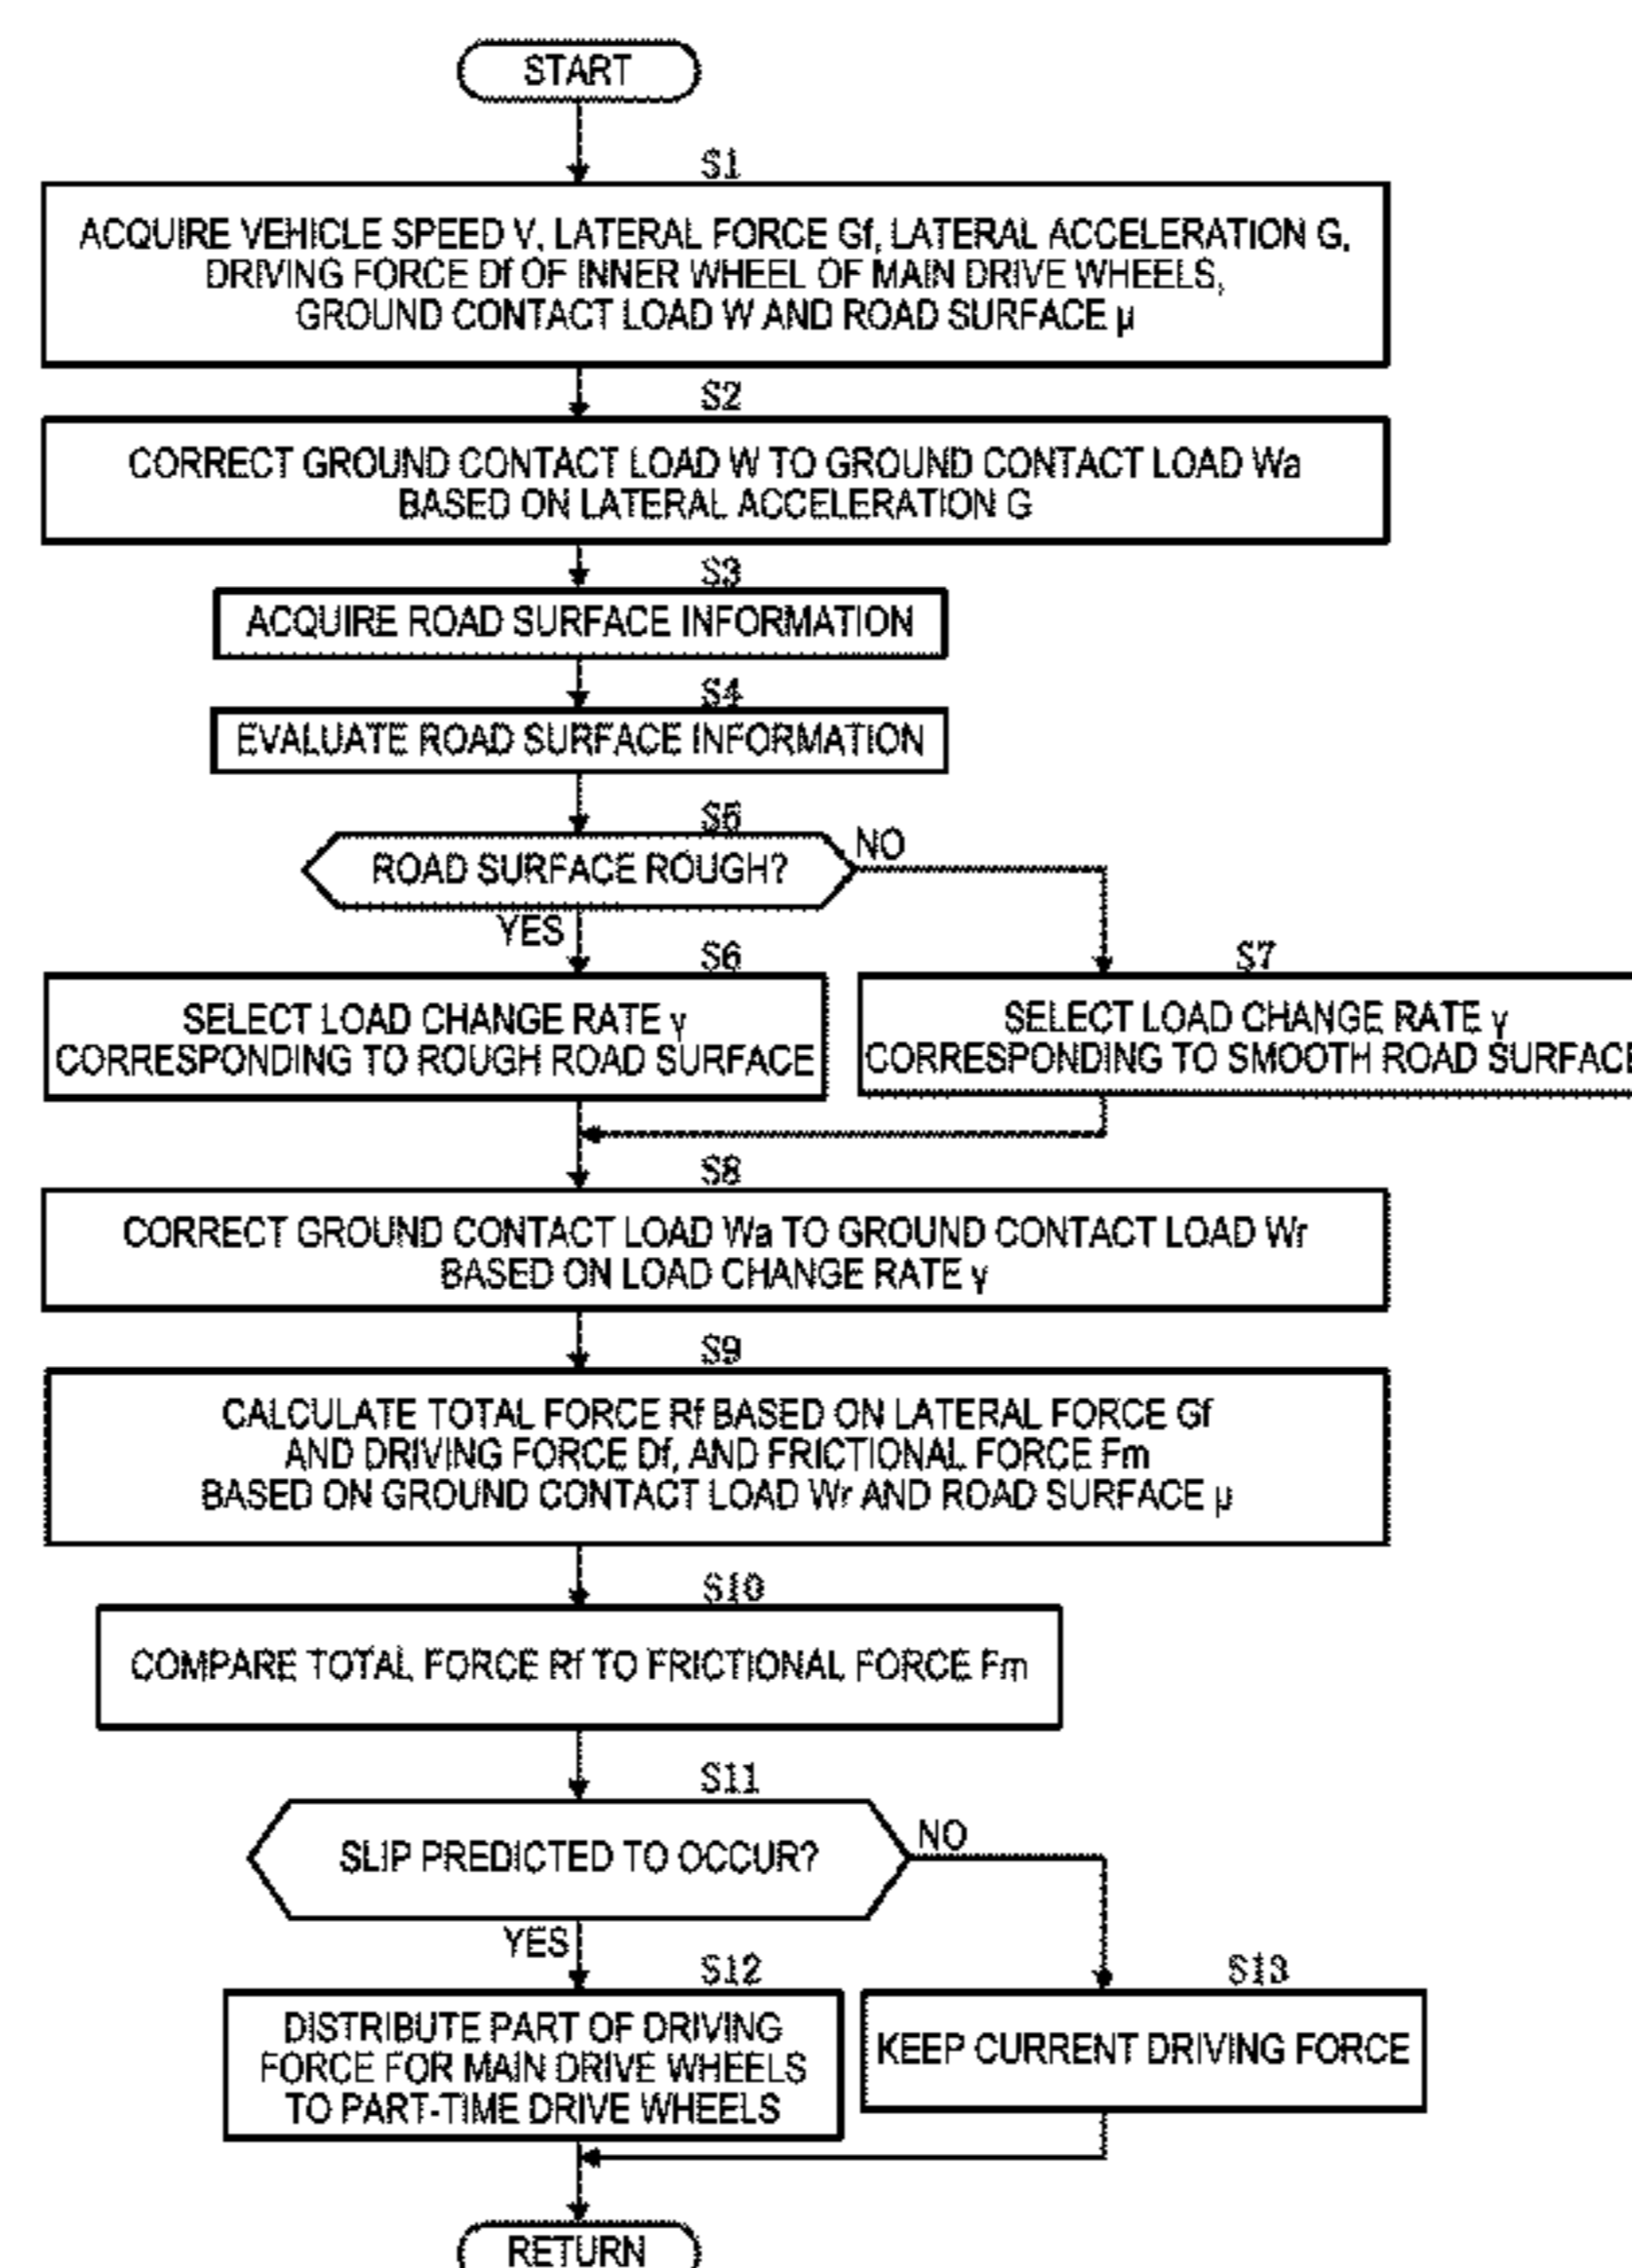 START
S1
ACQUIRE VEHICLE SPEED V, LATERAL FORCE Gf, LATERAL ACCELERATION G,
DRIVING FORCE Df OF INNER WHEEL OF MAIN DRIVE WHEELS,
GROUND CONTACT LOAD W AND ROAD SURFACE μ
S2
CORRECT GROUND CONTACT LOAD W TO GROUND CONTACT LOAD Wa
BASED ON LATERAL ACCELERATION G
S3
ACQUIRE ROAD SURFACE INFORMATION
S4
EVALUATE ROAD SURFACE INFORMATION
S5
ROAD SURFACE ROUGH?
NO
YES
S6
SELECT LOAD CHANGE RATE γ
CORRESPONDING TO ROUGH ROAD SURFACE
S7
SELECT LOAD CHANGE RATE γ
CORRESPONDING TO SMOOTH ROAD SURFACE
S8
CORRECT GROUND CONTACT LOAD Wa TO GROUND CONTACT LOAD Wr
BASED ON LOAD CHANGE RATE γ
S9
CALCULATE TOTAL FORCE Rf BASED ON LATERAL FORCE Gf
AND DRIVING FORCE Df, AND FRICTIONAL FORCE Fm
BASED ON GROUND CONTACT LOAD Wr AND ROAD SURFACE μ
S10
COMPARE TOTAL FORCE Rf TO FRICTIONAL FORCE Fm
S11
SLIP PREDICTED TO OCCUR?
NO
YES
S12
DISTRIBUTE PART OF DRIVING
FORCE FOR MAIN DRIVE WHEELS
TO PART-TIME DRIVE WHEELS
S13
KEEP CURRENT DRIVING FORCE
RETURN